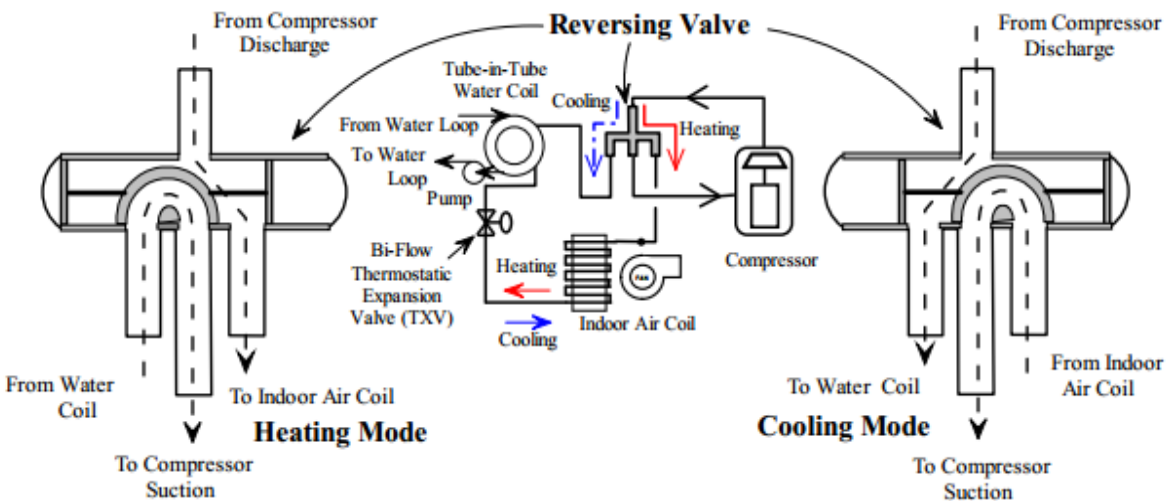 From Compressor
Discharge
Reversing Valve
From Compressor
Discharge
Tube-in-Tube
Water Coil
Cooling
From Water Loop
Heating
To Water
Loop
Pump
Bi-Flow
Thermostatic
Expansion
Valve (TXV)
Heating
FAN
Compressor
Indoor Air Coil
Cooling
From Water
Coil
To Indoor Air Coil
Heating Mode
To Compressor
Suction
To Water Coil
From Indoor
Air Coil
Cooling Mode
To Compressor
Suction